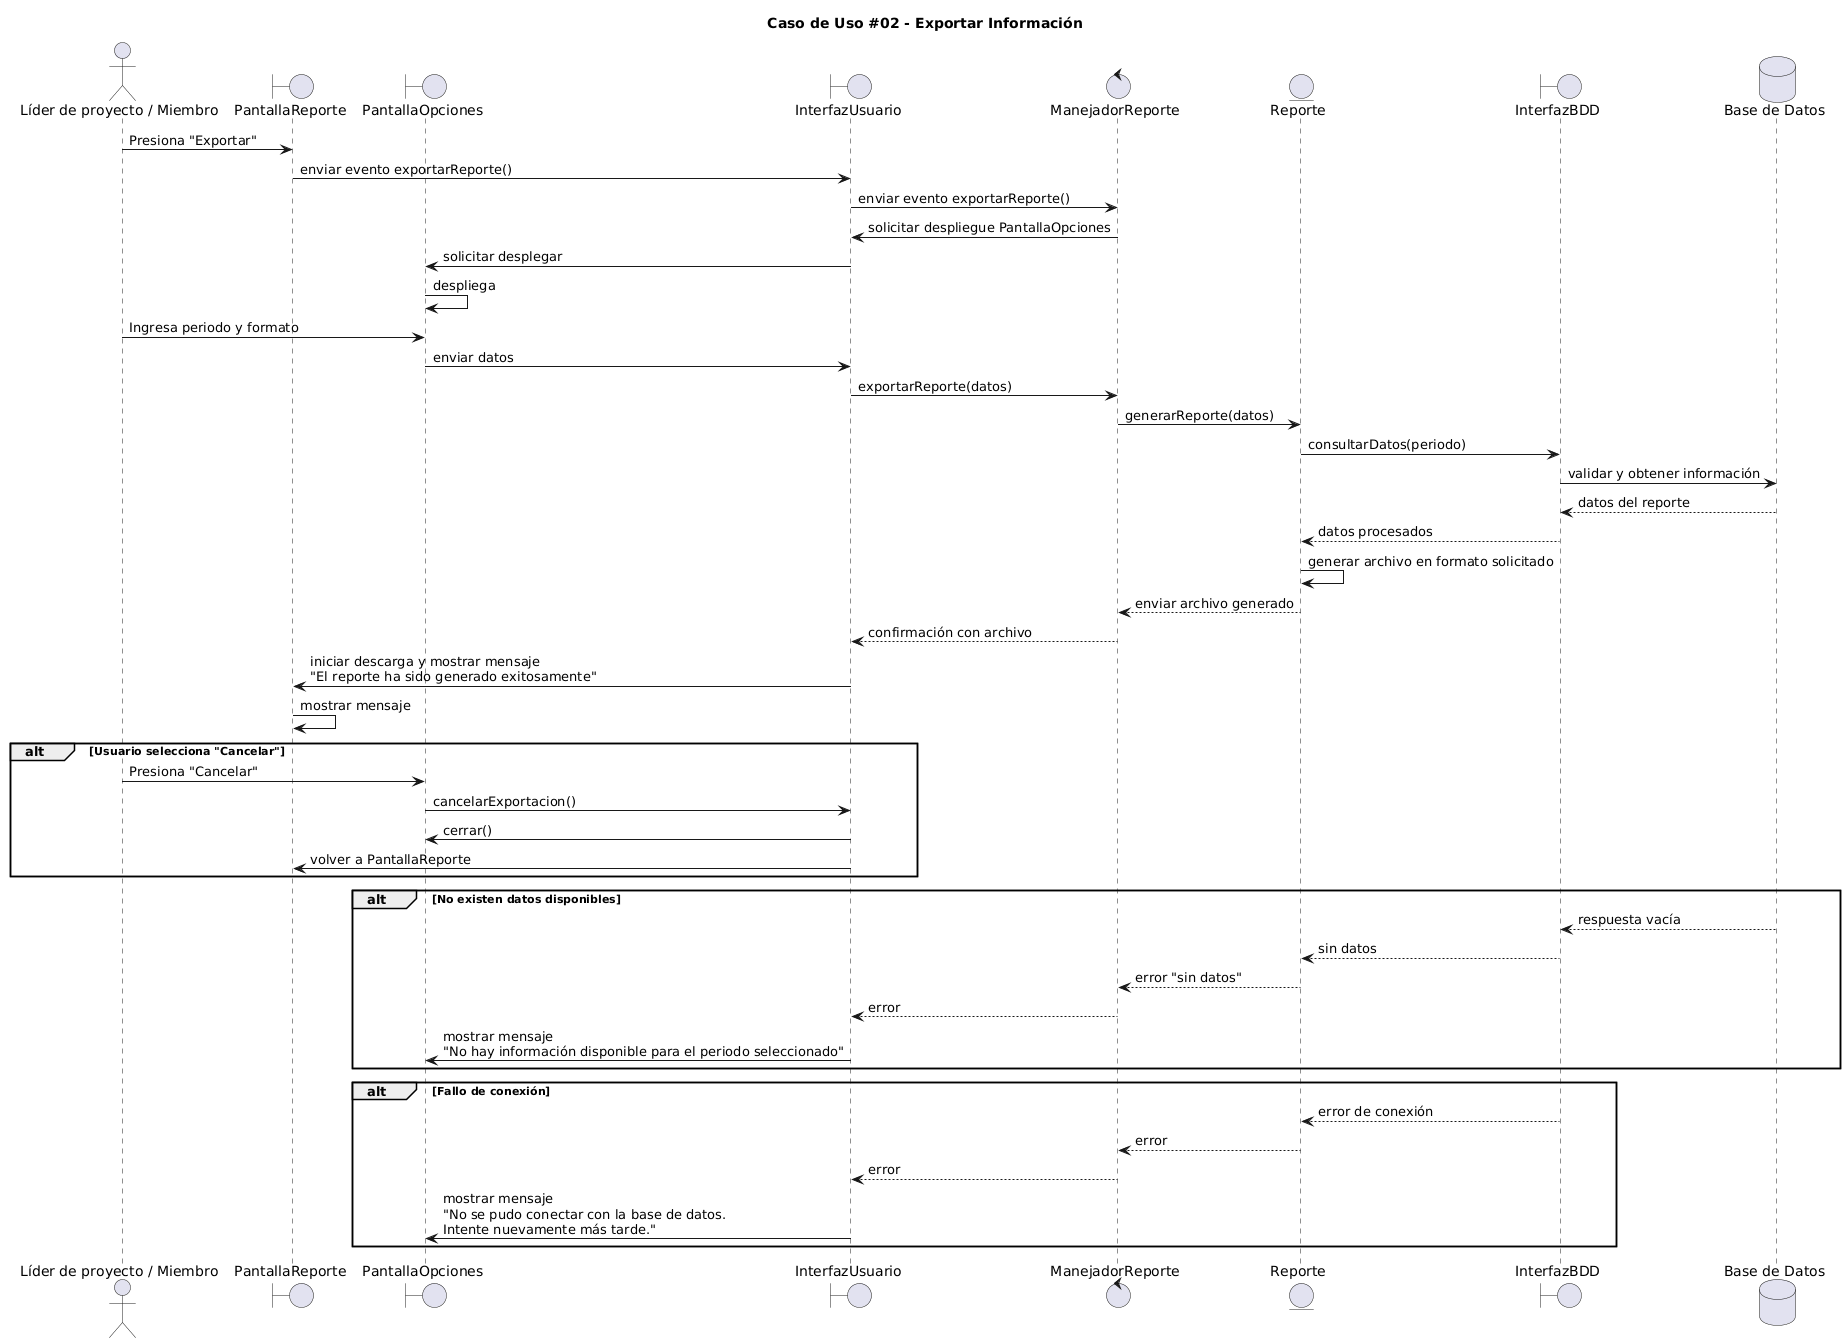 Caso de Uso #02 - Exportar Información
Líder de proyecto / Miembro
PantallaReporte
PantallaOpciones
InterfazUsuario
ManejadorReporte
Reporte
InterfazBDD
Base de Datos
Presiona "Exportar"
enviar evento exportarReporte()
enviar evento exportarReporte()
solicitar despliegue PantallaOpciones
solicitar desplegar
despliega
Ingresa periodo y formato
enviar datos
exportarReporte(datos)
generarReporte(datos)
consultarDatos(periodo)
validar y obtener información
datos del reporte
datos procesados
generar archivo en formato solicitado
enviar archivo generado
confirmación con archivo
iniciar descarga y mostrar mensaje
"El reporte ha sido generado exitosamente"
mostrar mensaje
alt [Usuario selecciona "Cancelar"]
Presiona "Cancelar"
cancelarExportacion()
cerrar()
volver a PantallaReporte
alt [No existen datos disponibles]
respuesta vacía
sin datos
error "sin datos"
error
mostrar mensaje
"No hay información disponible para el periodo seleccionado"
alt [Fallo de conexión]
error de conexión
error
error
mostrar mensaje
"No se pudo conectar con la base de datos.
Intente nuevamente más tarde."
Líder de proyecto / Miembro
PantallaReporte
PantallaOpciones
InterfazUsuario
ManejadorReporte
Reporte
InterfazBDD
Base de Datos